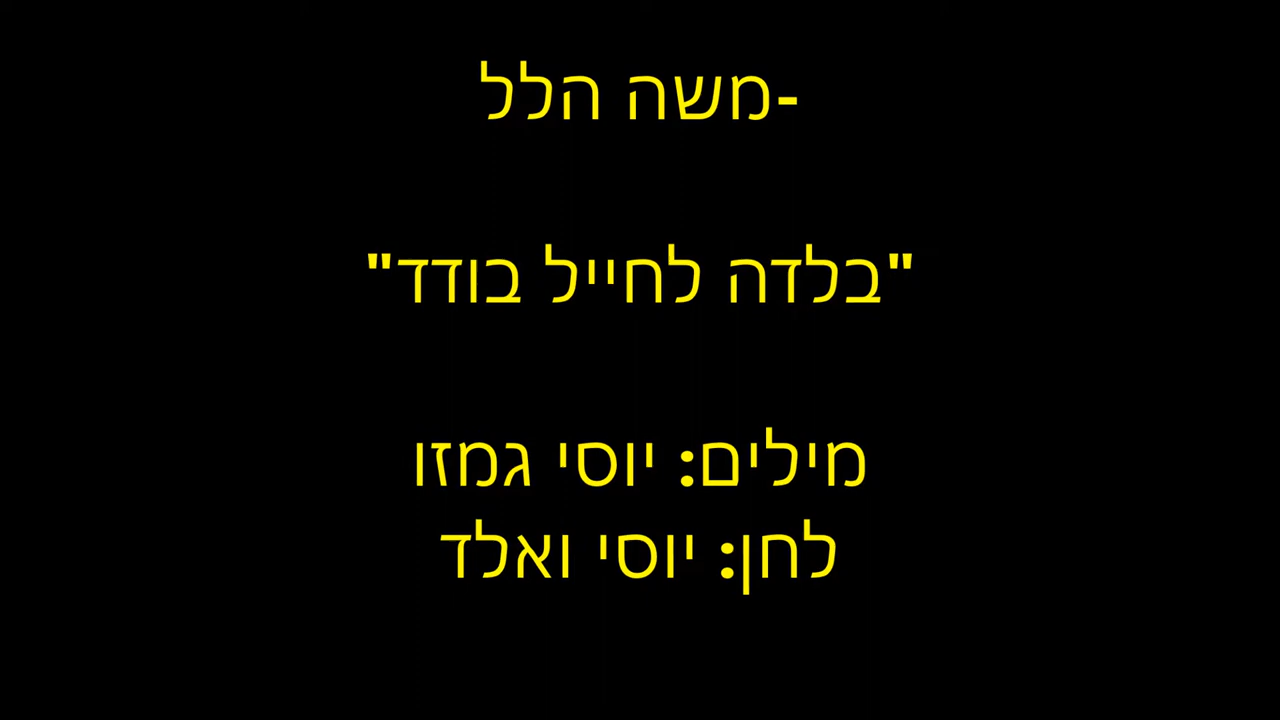 -משה הלל
"בלדה לחייל בודד"
מילים: יוסי גמזו
לחן: יוסי ואלד